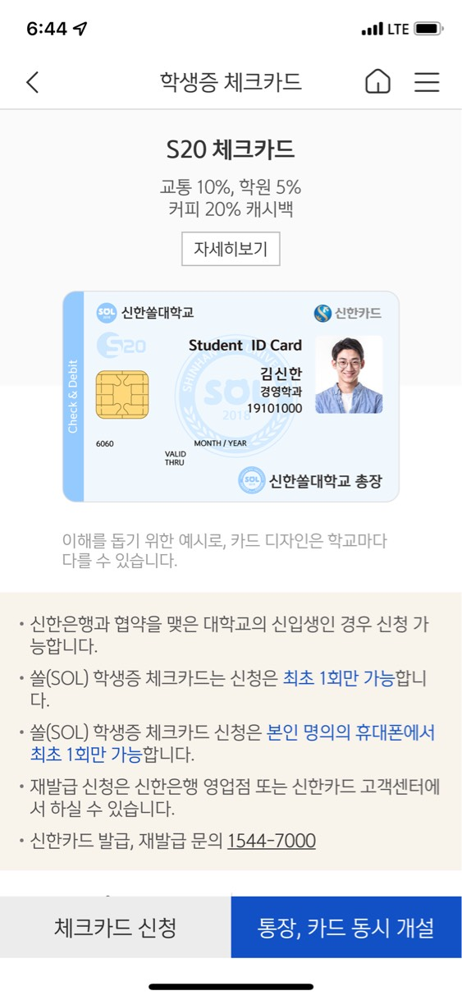 6:44
LTE
학생증 체크카드
S20 체크카드
교통 10%, 학원 5%
커피 20% 캐시백
자세히보기
SOL 신한쏠대학교
신한카드
S20
Student ID Card
김신한
경영학과
19101000
SHINHAN
SOL
2018
Check & Debit
6060
MONTH / YEAR
VALID
THRU
SOL 신한쏠대학교 총장
이해를 돕기 위한 예시로, 카드 디자인은 학교마다
다를 수 있습니다.
• 신한은행과 협약을 맺은 대학교의 신입생인 경우 신청 가
능합니다.
• 쏠(SOL) 학생증 체크카드는 신청은 최초 1회만 가능합니
다.
• 쏠(SOL) 학생증 체크카드 신청은 본인 명의의 휴대폰에서
최초 1회만 가능합니다.
• 재발급 신청은 신한은행 영업점 또는 신한카드 고객센터에
서 하실 수 있습니다.
• 신한카드 발급, 재발급 문의 1544-7000
체크카드 신청
통장, 카드 동시 개설